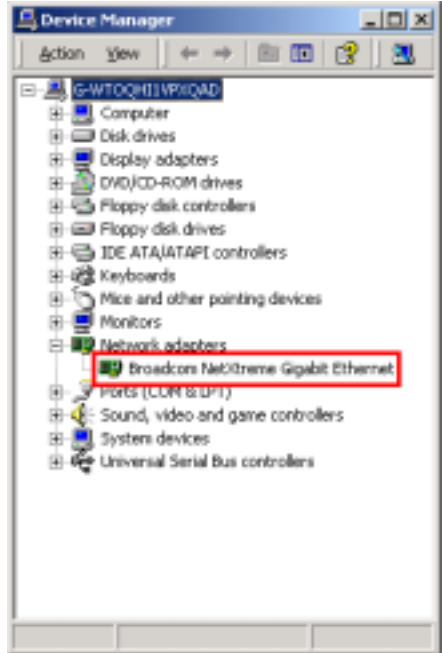 Device Manager
Action View
G-WTOQHI1VPXQAD
Computer
Disk drives
Display adapters
DVD/CD-ROM drives
Floppy disk controllers
Floppy disk drives
IDE ATA/ATAPI controllers
Keyboards
Mice and other pointing devices
Monitors
Network adapters
Broadcom NetXtreme Gigabit Ethernet
Ports (COM & LPT)
Sound, video and game controllers
System devices
Universal Serial Bus controllers